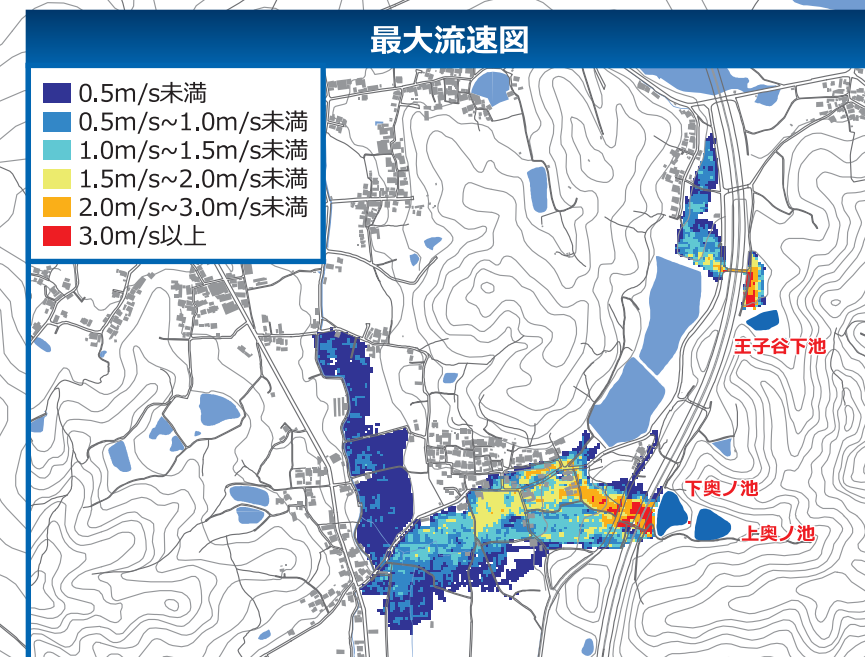 最大流速図
0.5m/s未満
0.5m/s~1.0m/s未満
1.0m/s~1.5m/s未満
1.5m/s~2.0m/s未満
2.0m/s~3.0m/s未満
3.0m/s以上
王子谷下池
下奥ノ池
上奥ノ池